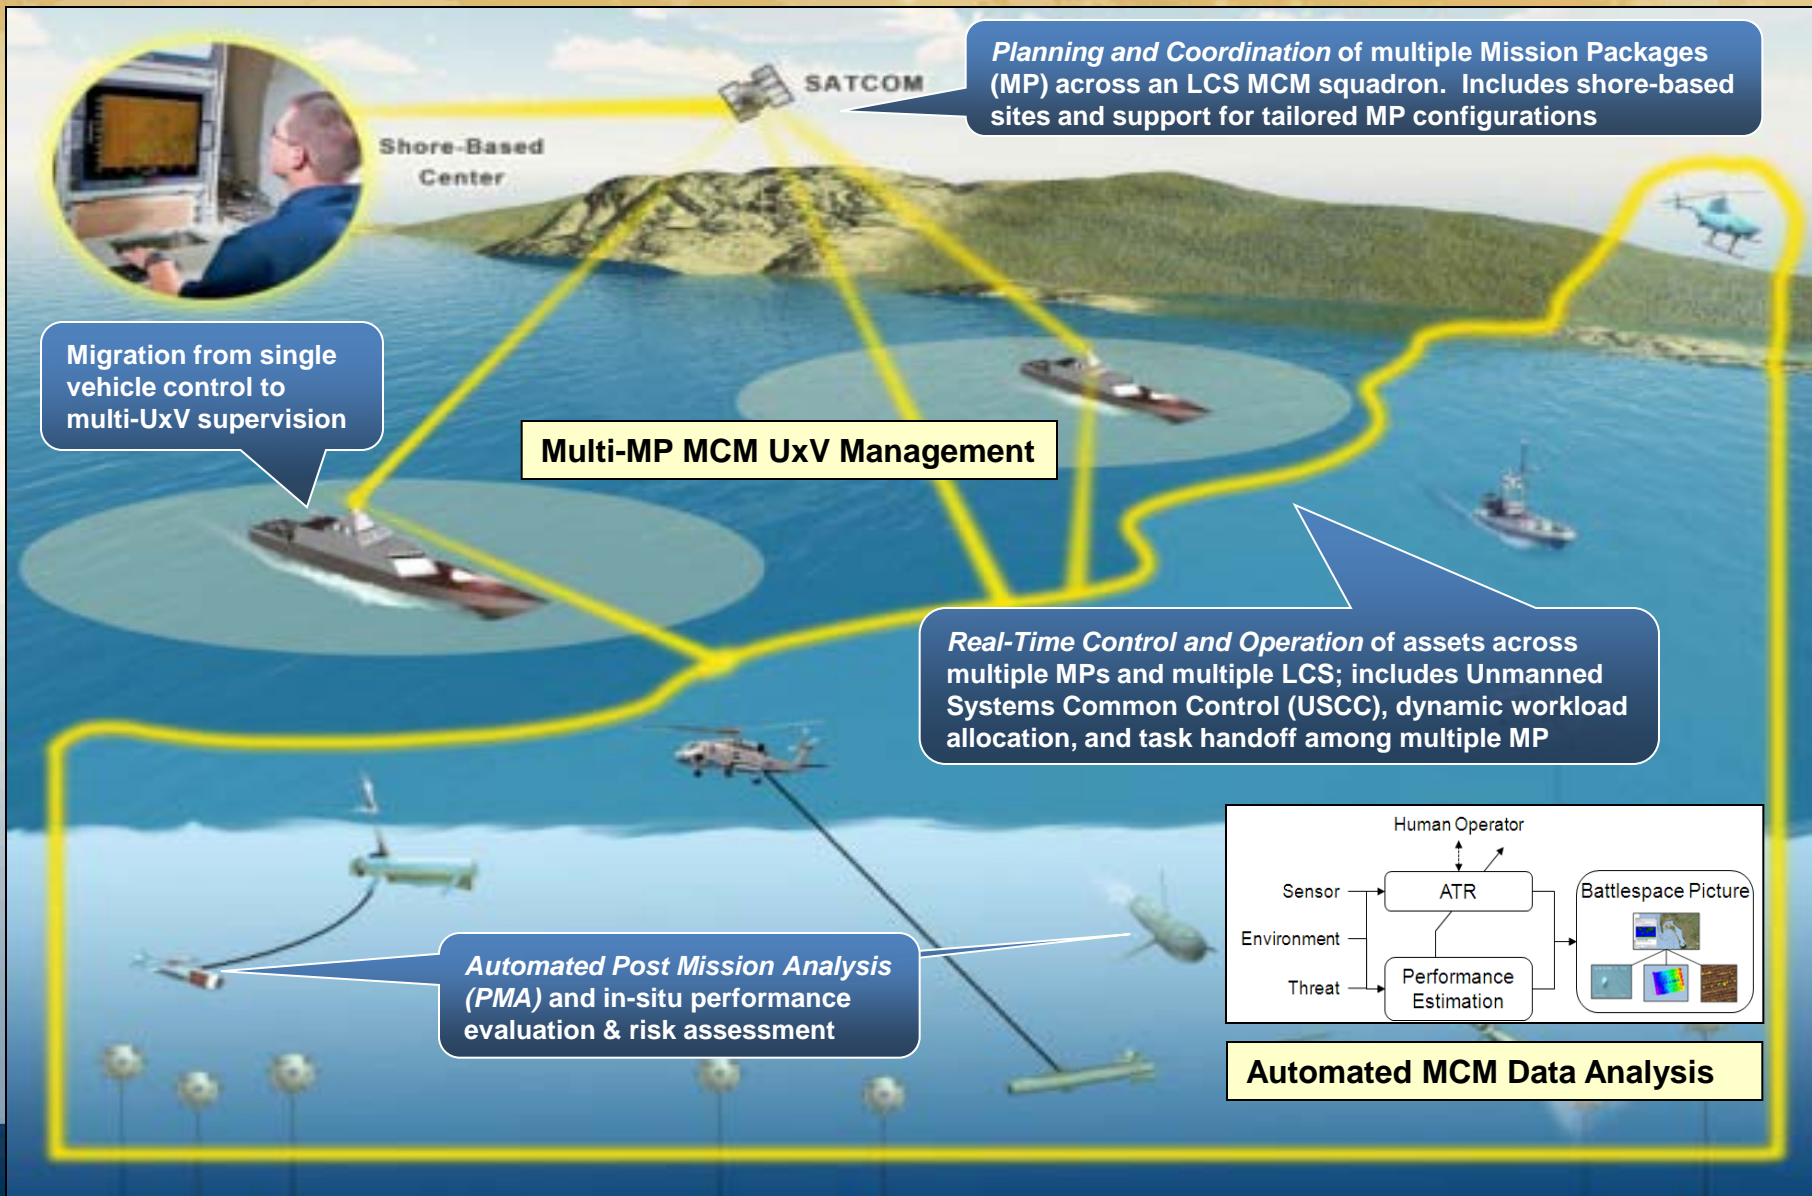 Planning and Coordination of multiple Mission Packages
(MP) across an LCS MCM squadron. Includes shore-based
sites and support for tailored MP configurations
SATCOM
Shore-Based
Center
Migration from single
vehicle control to
multi-UxV supervision
Multi-MP MCM UxV Management
Real-Time Control and Operation of assets across
multiple MPs and multiple LCS; includes Unmanned
Systems Common Control (USCC), dynamic workload
allocation, and task handoff among multiple MP
Automated Post Mission Analysis
(PMA) and in-situ performance
evaluation & risk assessment
Human Operator
Sensor
ATR
Battlespace Picture
Environment
Threat
Performance
Estimation
Automated MCM Data Analysis